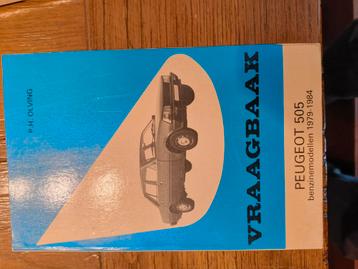 P.H. OLVING
VRAAGBAAK
PEUGEOT 505
benzinemodellen 1979-1984